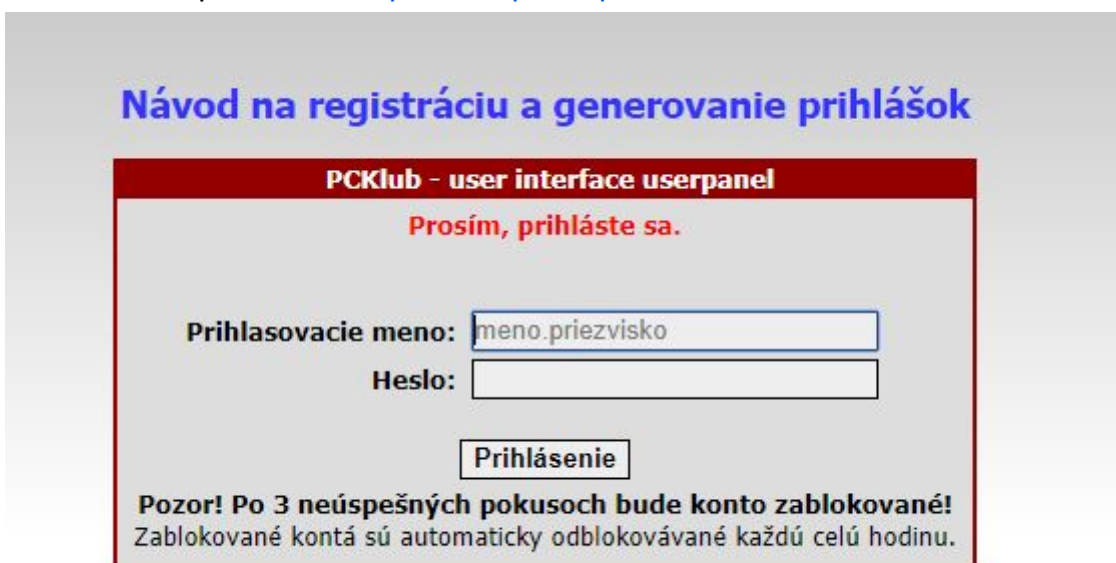 Návod na registráciu a generovanie prihlášok
PCKlub - user interface userpanel
Prosím, prihláste sa.
Prihlasovacie meno: meno.priezvisko
Heslo:
Prihlásenie
Pozor! Po 3 neúspešných pokusoch bude konto zablokované!
Zablokované kontá sú automaticky odblokovávané každú celú hodinu.